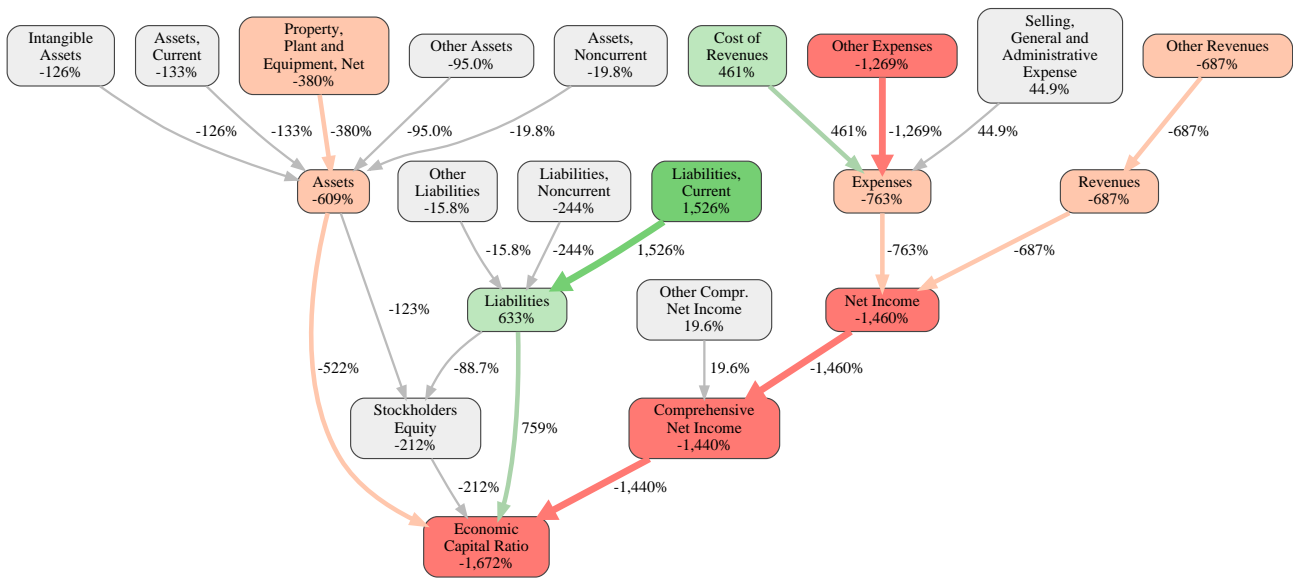 Intangible
Assets
-126%
Assets,
Current
-133%
Property,
Plant and
Equipment, Net
-380%
Other Assets
-95.0%
Assets,
Noncurrent
-19.8%
Cost of
Revenues
461%
Other Expenses
-1,269%
Selling,
General and
Administrative
Expense
44.9%
Other Revenues
-687%
-126%
-133%
-380%
-95.0%
-19.8%
461%
-1,269%
44.9%
-687%
Assets
-609%
Other
Liabilities
-15.8%
Liabilities,
Noncurrent
-244%
Liabilities,
Current
1,526%
Expenses
-763%
Revenues
-687%
-15.8%
-244%
1,526%
-763%
-687%
-123%
Liabilities
633%
Other Compr.
Net Income
19.6%
Net Income
-1,460%
-522%
-88.7%
19.6%
-1,460%
Stockholders
Equity
-212%
759%
Comprehensive
Net Income
-1,440%
-212%
-1,440%
Economic
Capital Ratio
-1,672%